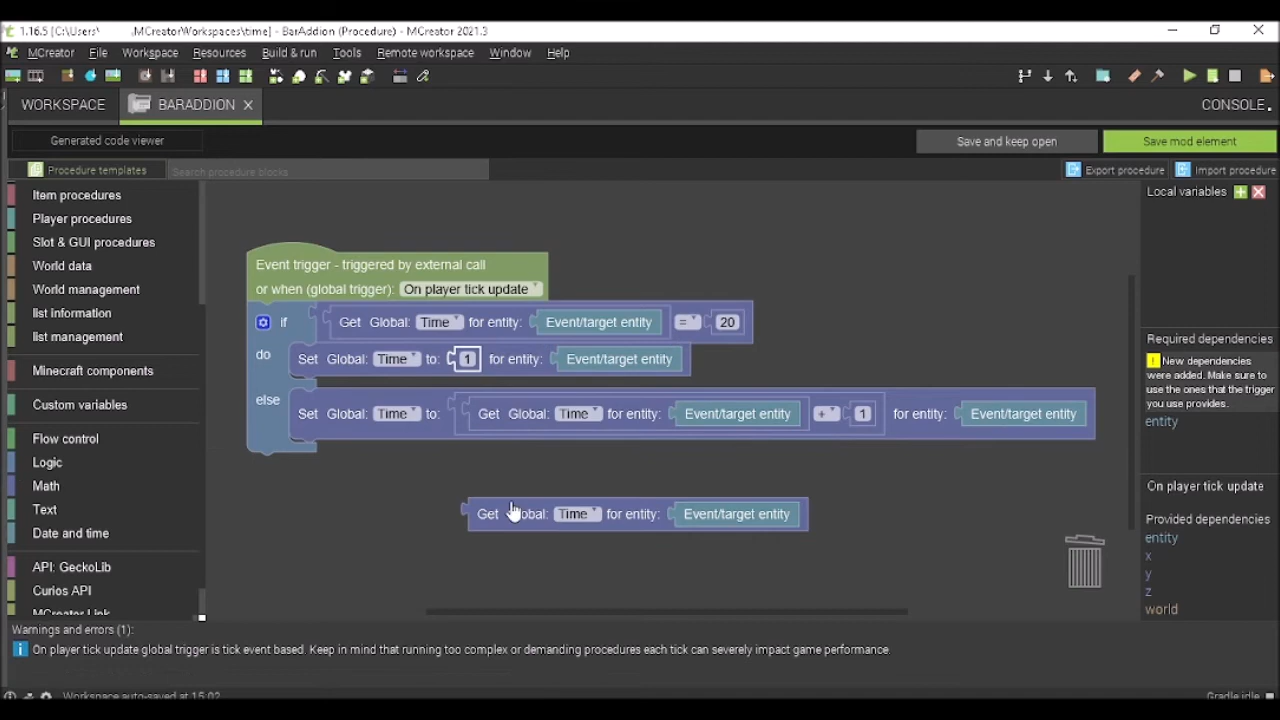 1.16.5 [C:\Users\ .MCreatorWorkspaces\time] - BarAddion (Procedure) - MCreator 2021.3
MCreator File Workspace Resources Build & run Tools Remote workspace Window Help
WORKSPACE BARADDION × CONSOLE
Generated code viewer Save and keep open Save mod element
Procedure templates Search procedure blocks Export procedure Import procedure
Item procedures
Player procedures
Slot & GUI procedures
World data
World management
list information
list management
Minecraft components
Custom variables
Flow control
Logic
Math
Text
Date and time
API: GeckoLib
Curios API
MCreator Link
Event trigger - triggered by external call
or when (global trigger): On player tick update
if Get Global: Time for entity: Event/target entity = 20
do Set Global: Time to: 1 for entity: Event/target entity
else Set Global: Time to: Get Global: Time for entity: Event/target entity + 1 for entity: Event/target entity
Get Global: Time for entity: Event/target entity
Local variables
Required dependencies
! New dependencies
were added. Make sure to
use the ones that the trigger
you use provides.
entity
On player tick update
Provided dependencies
entity
x
y
z
world
Warnings and errors (1):
i On player tick update global trigger is tick event based. Keep in mind that running too complex or demanding procedures each tick can severely impact game performance.
Workspace auto-saved at 15:02 Gradle idle